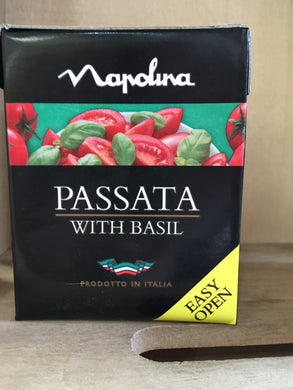 Napolina
PASSATA
WITH BASIL
PRODOTTO IN ITALIA
EASY
OPEN